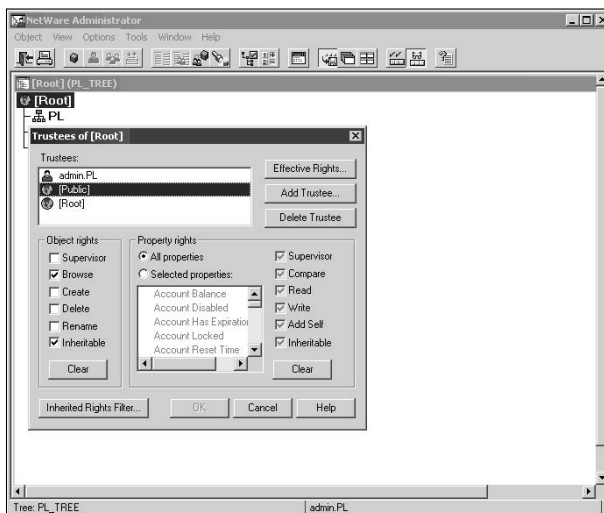 NetWare Administrator
Object View Options Tools Window Help
[Root] (PL_TREE)
[Root]
PL
Trustees of [Root]
Trustees:
admin.PL
[Public]
[Root]
Effective Rights...
Add Trustee...
Delete Trustee
Object rights
Supervisor
Browse
Create
Delete
Rename
Inheritable
Clear
Property rights
All properties
Selected properties:
Account Balance
Account Disabled
Account Has Expiration
Account Locked
Account Reset Time
Supervisor
Compare
Read
Write
Add Self
Inheritable
Clear
Inherited Rights Filter...
OK
Cancel
Help
Tree: PL_TREE
admin.PL